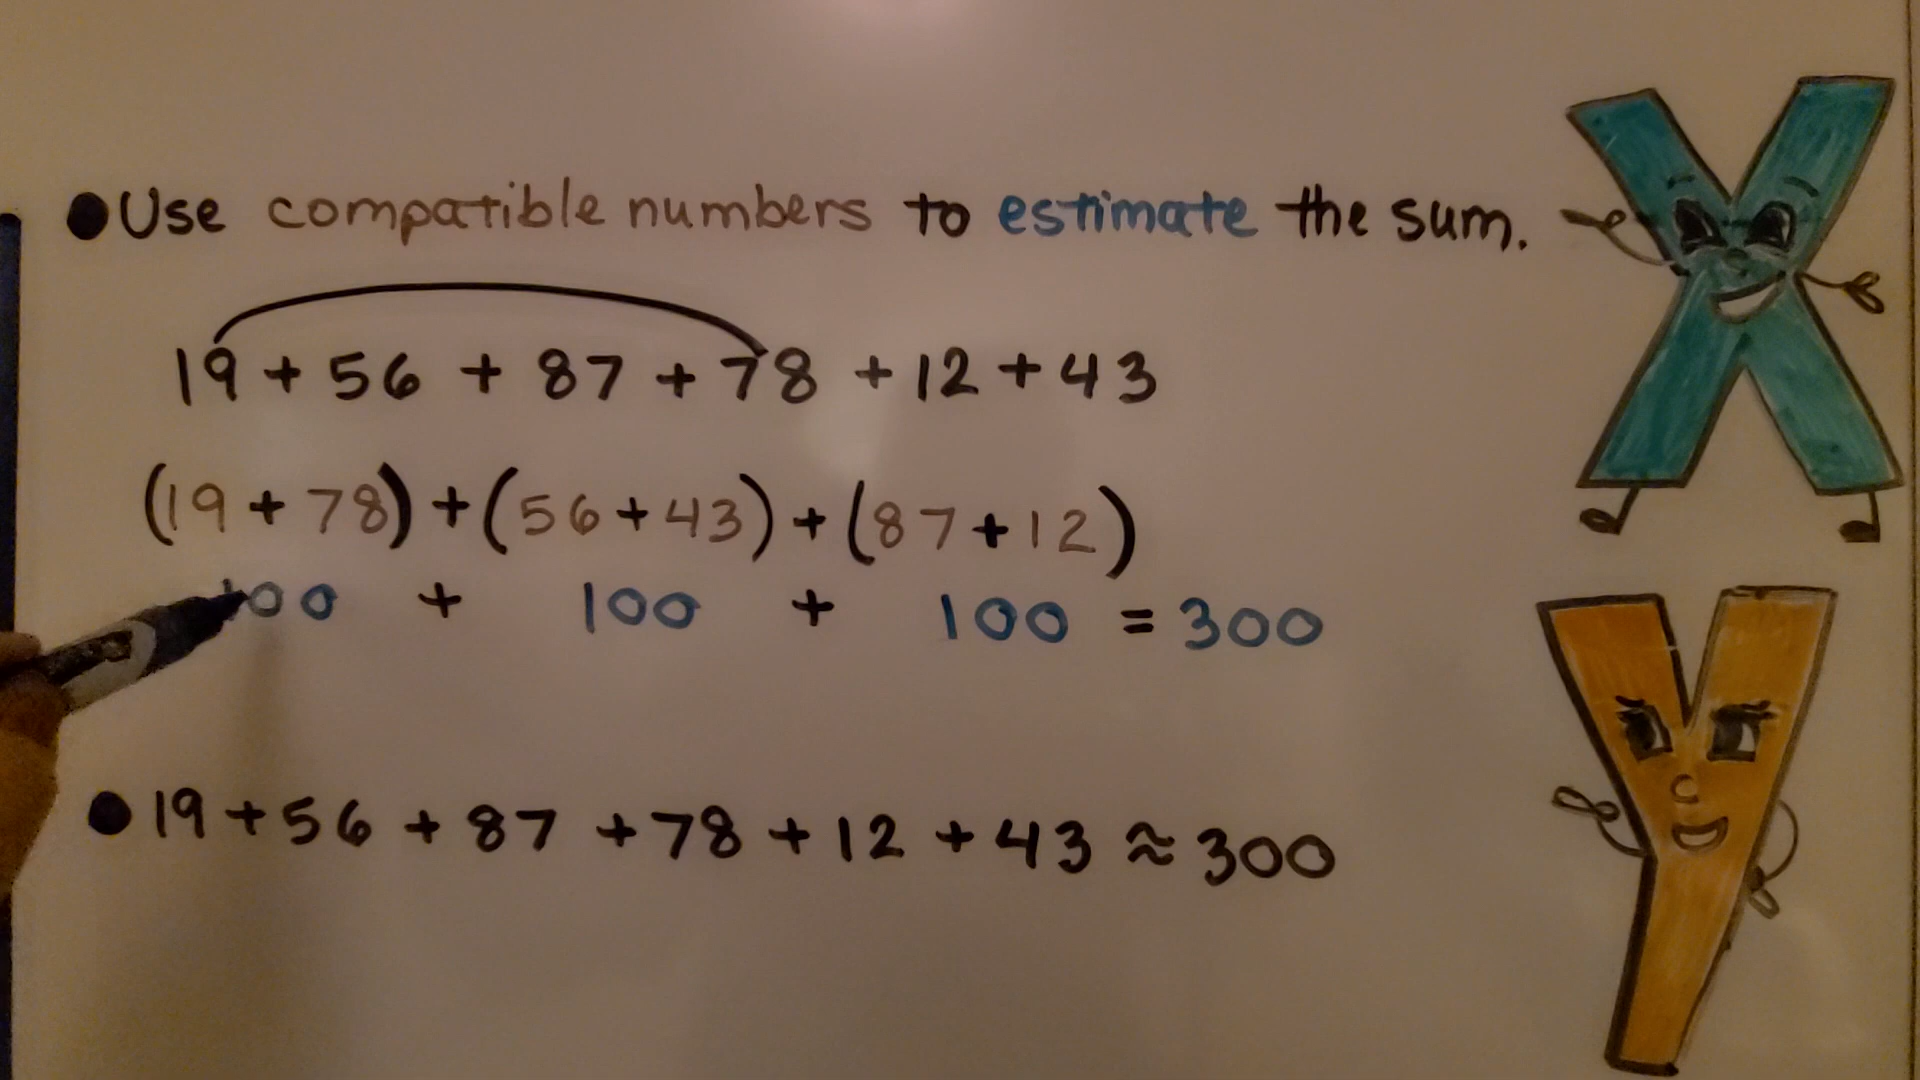 ●Use compatible numbers to estimate the sum.
19 + 56 + 87 + 78 + 12 + 43
(19 + 78) + (56 + 43) + (87 + 12)
100 + 100 + 100 = 300
●19 + 56 + 87 + 78 + 12 + 43 ≈ 300
X
Y